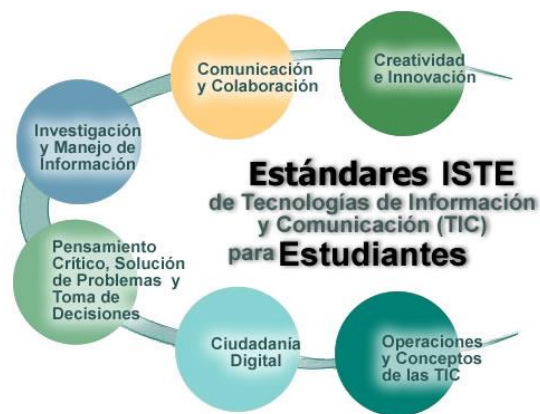 Creatividad
e Innovación
Comunicación
y Colaboración
Investigación
y Manejo de
Información
Estándares ISTE
de Tecnologías de Información
y Comunicación (TIC)
para Estudiantes
Pensamiento
Crítico, Solución
de Problemas y
Toma de
Decisiones
Ciudadanía
Digital
Operaciones
y Conceptos
de las TIC